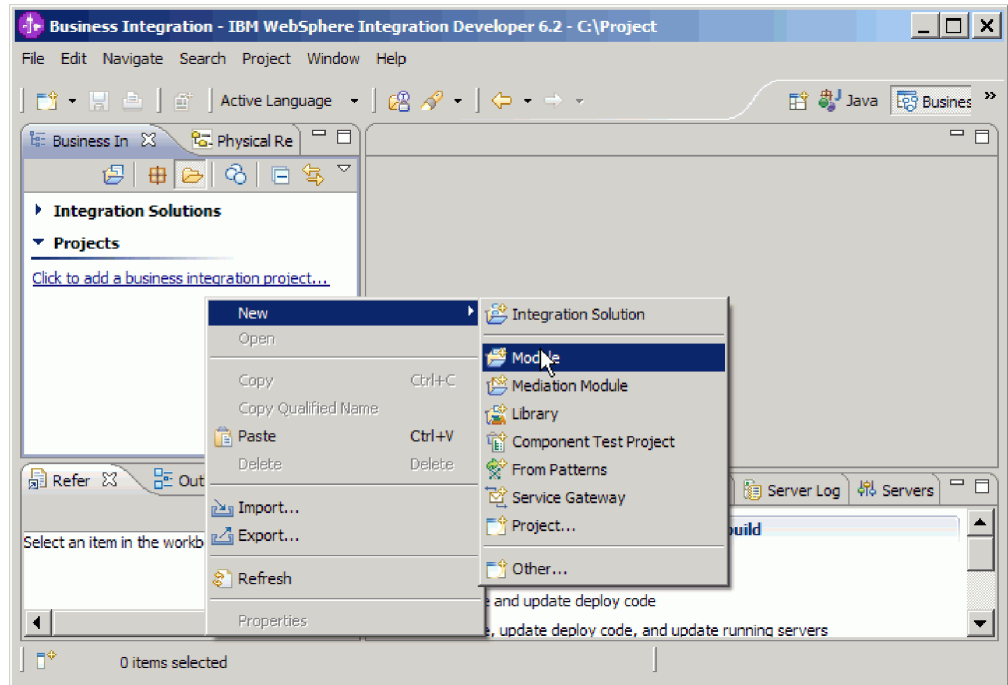 Business Integration - IBM WebSphere Integration Developer 6.2 - C:\Project
File Edit Navigate Search Project Window Help
Active Language
Java Busines »
Business In Physical Re
Integration Solutions
Projects
Click to add a business integration project...
New
Open
Copy Ctrl+C
Copy Qualified Name
Paste Ctrl+V
Delete Delete
Import...
Export...
Refresh
Properties
Integration Solution
Module
Mediation Module
Library
Component Test Project
From Patterns
Service Gateway
Project...
Other...
Refer Out
Select an item in the workb
Server Log Servers
build
e and update deploy code
e, update deploy code, and update running servers
0 items selected